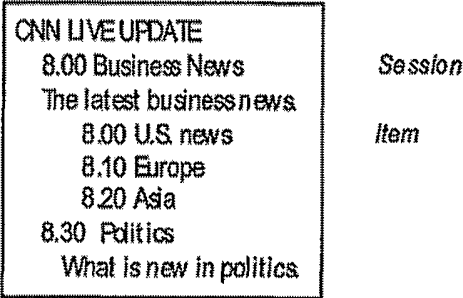 CNN LIVE UPDATE
8.00 Business News Session
The latest business news.
8.00 U.S. news Item
8.10 Europe
8.20 Asia
8.30 Politics
What is new in politics.